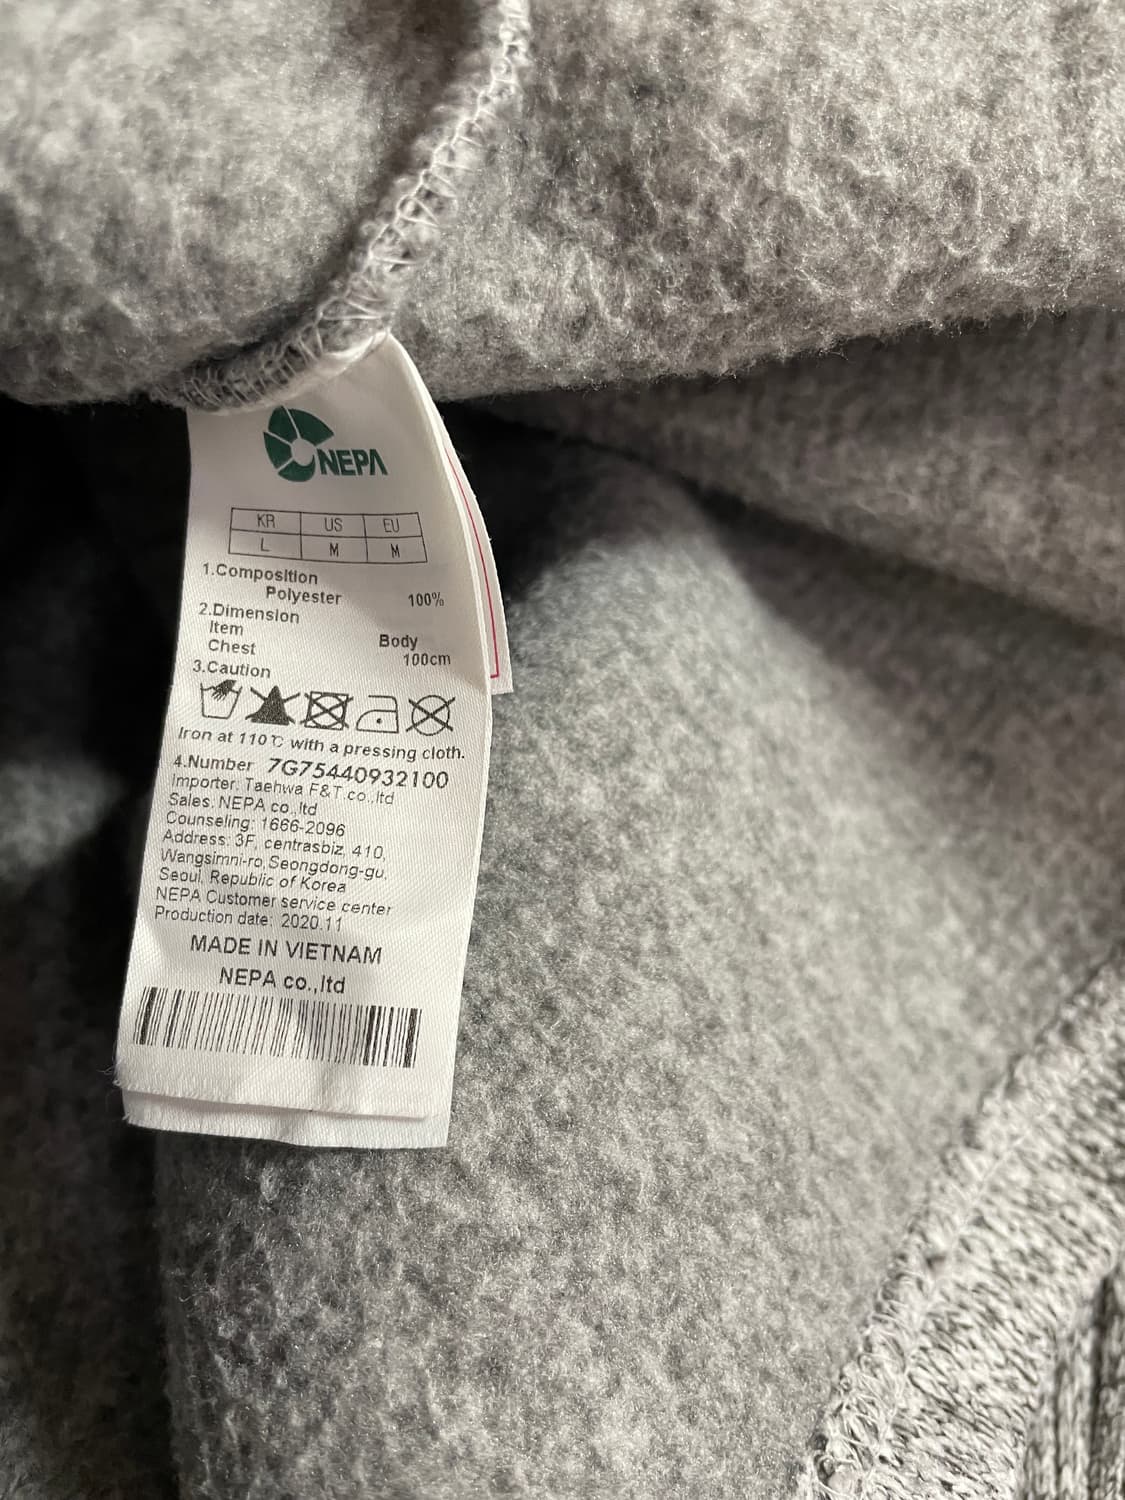 NEPA
KR US EU
L M M
1.Composition
Polyester 100%
2.Dimension
Item Body
Chest 100cm
3.Caution
Iron at 110℃ with a pressing cloth.
4.Number 7G75440932100
Importer: Taehwa F&T.co.,ltd
Sales: NEPA co.,ltd
Counseling: 1666-2096
Address: 3F, centrasbiz, 410,
Wangsimni-ro, Seongdong-gu,
Seoul, Republic of Korea
NEPA Customer service center
Production date: 2020.11
MADE IN VIETNAM
NEPA co.,ltd